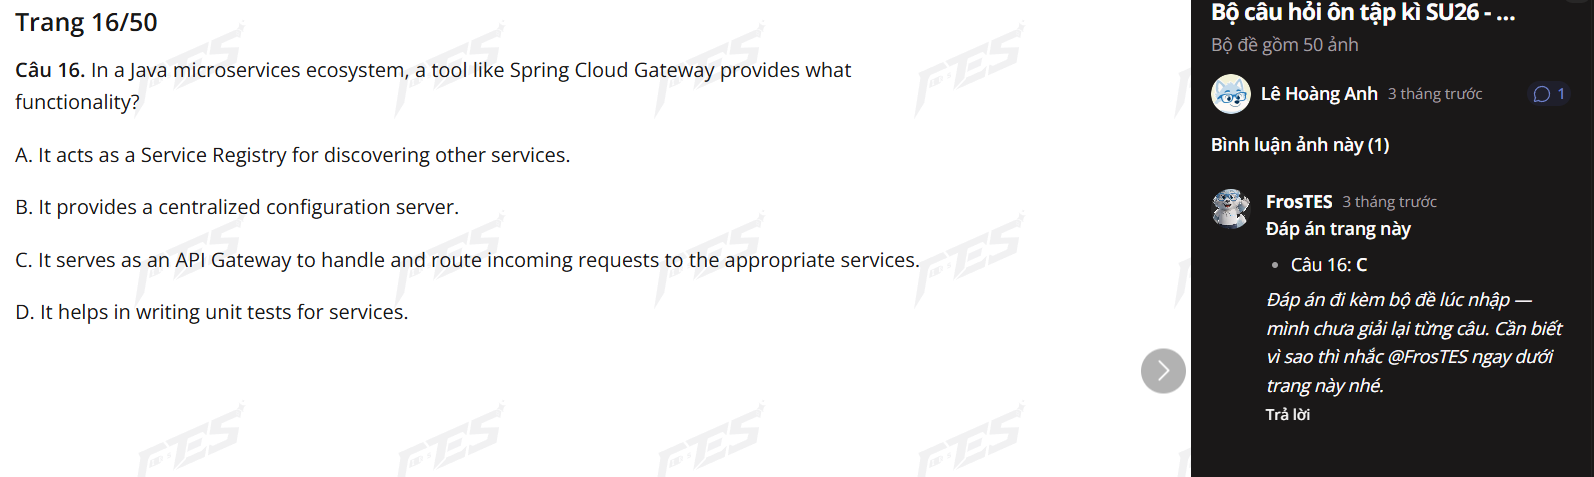 Trang 16/50
Câu 16. In a Java microservices ecosystem, a tool like Spring Cloud Gateway provides what
functionality?
A. It acts as a Service Registry for discovering other services.
B. It provides a centralized configuration server.
C. It serves as an API Gateway to handle and route incoming requests to the appropriate services.
D. It helps in writing unit tests for services.
Bộ câu hỏi ôn tập kì SU26 - ...
Bộ đề gồm 50 ảnh
Lê Hoàng Anh 3 tháng trước 1
Bình luận ảnh này (1)
FrosTES 3 tháng trước
Đáp án trang này
Câu 16: C
Đáp án đi kèm bộ đề lúc nhập —
mình chưa giải lại từng câu. Cần biết
vì sao thì nhắc @FrosTES ngay dưới
trang này nhé.
Trả lời